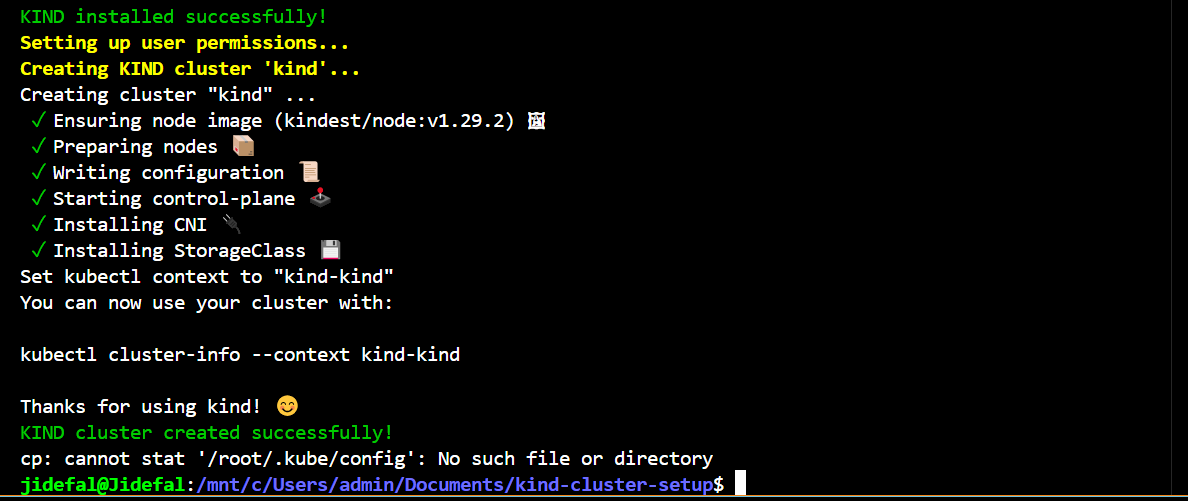 KIND installed successfully!
Setting up user permissions...
Creating KIND cluster 'kind'...
Creating cluster "kind" ...
✓ Ensuring node image (kindest/node:v1.29.2) 🖼
✓ Preparing nodes 📦
✓ Writing configuration 📜
✓ Starting control-plane 🕹️
✓ Installing CNI 🔌
✓ Installing StorageClass 💾
Set kubectl context to "kind-kind"
You can now use your cluster with:

kubectl cluster-info --context kind-kind

Thanks for using kind! 😊
KIND cluster created successfully!
cp: cannot stat '/root/.kube/config': No such file or directory
jidefal@Jidefal:/mnt/c/Users/admin/Documents/kind-cluster-setup$